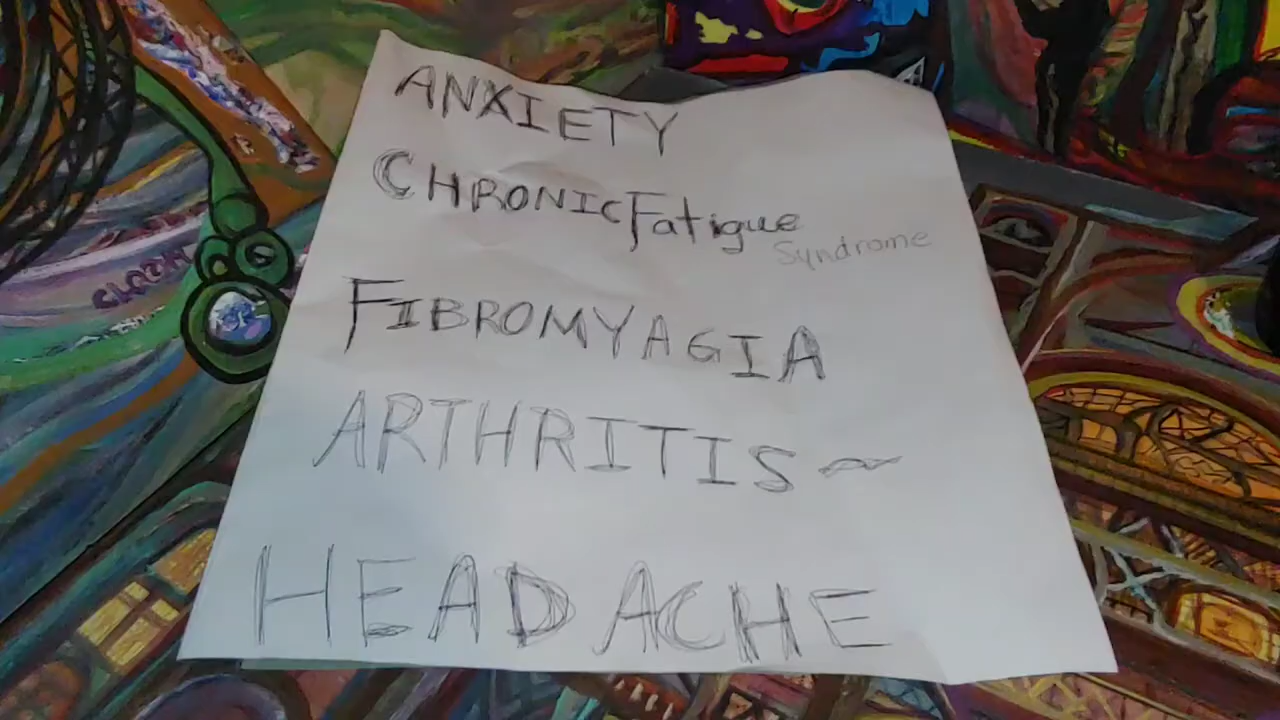 ANXIETY
CHRONIC Fatigue
Syndrome
FIBROMYAGIA
ARTHRITIS~
HEADACHE